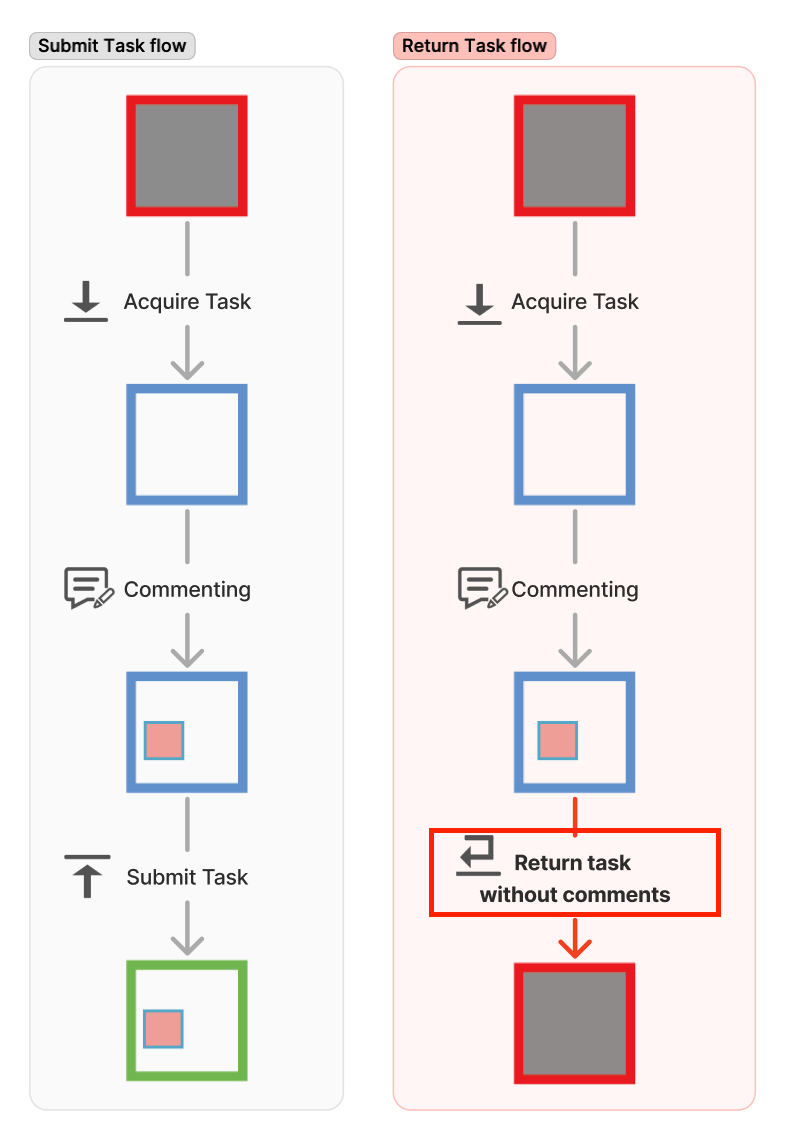 Submit Task flow
Acquire Task
Commenting
Submit Task
Return Task flow
Acquire Task
Commenting
Return task
without comments